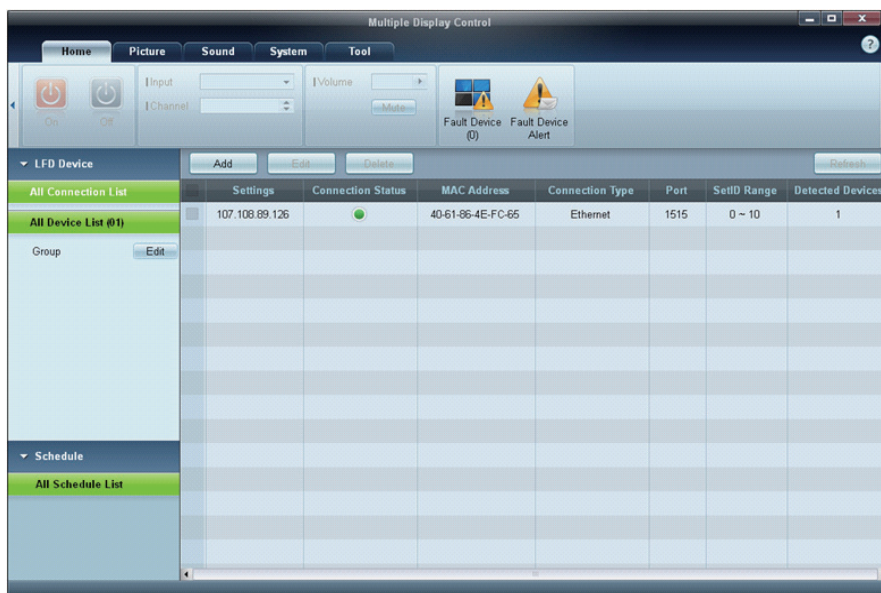 Multiple Display Control
Home Picture Sound System Tool
?
Input
Volume
On Off
Channel
Mute
Fault Device
(0)
Fault Device
Alert
LFD Device
Add Edit Delete Refresh
All Connection List
Settings Connection Status MAC Address Connection Type Port SetID Range Detected Devices
All Device List (01)
107.108.89.126 40-61-86-4E-FC-65 Ethernet 1515 0 ~ 10 1
Group Edit
Schedule
All Schedule List